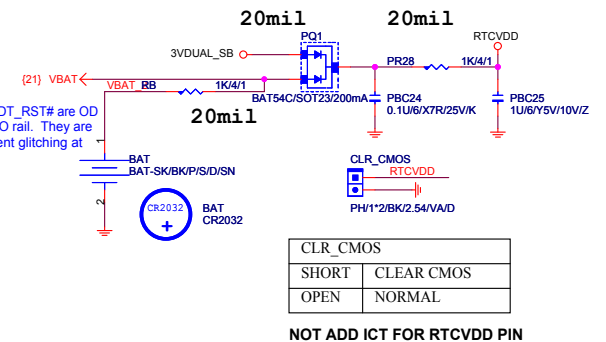 20mil 20mil
PQ1 RTCVDD
3VDUAL_SB PR28 1K/4/1
{21} VBAT VBAT_R RB 1K/4/1
BAT54C/SOT23/200mA PBC24 PBC25
0.1U/6/X7R/25V/K 1U/6/Y5V/10V/Z
20mil
OT_RST# are OD
O rail. They are
ent glitching at
1
BAT
BAT-SK/BK/P/S/D/SN
2
CR2032
+
BAT
CR2032
CLR_CMOS
RTCVDD
PH/1*2/BK/2.54/VA/D
CLR_CMOS
SHORT CLEAR CMOS
OPEN NORMAL
NOT ADD ICT FOR RTCVDD PIN